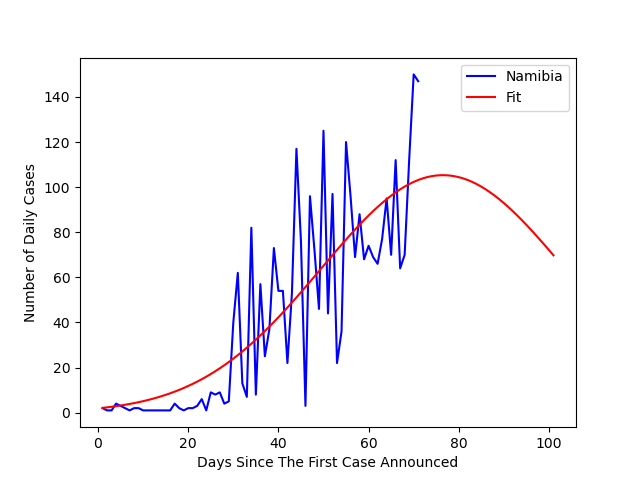 Namibia
Fit
Number of Daily Cases
140
120
100
80
60
40
20
0
0 20 40 60 80 100
Days Since The First Case Announced